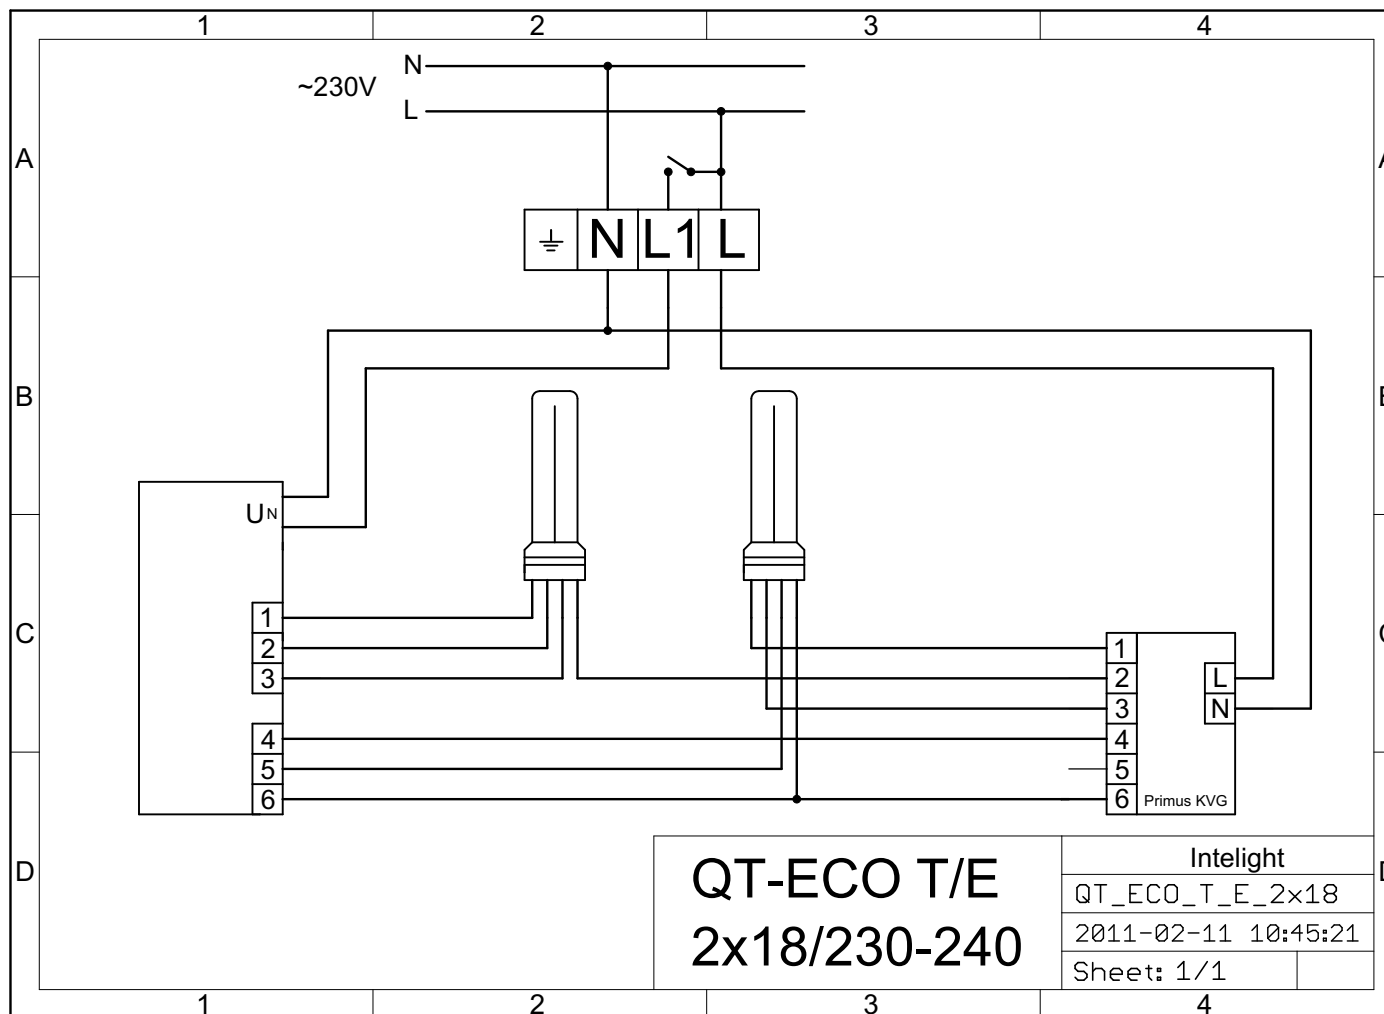 1 2 3 4
N
~230V
L
A A
N L1 L
B B
UN
1
2
3
4
5
6
C C
1
2
3
4
5
6
L
N
Primus KVG
D D
QT-ECO T/E
2x18/230-240
Intelight
QT_ECO_T_E_2x18
2011-02-11 10:45:21
Sheet: 1/1
1 2 3 4